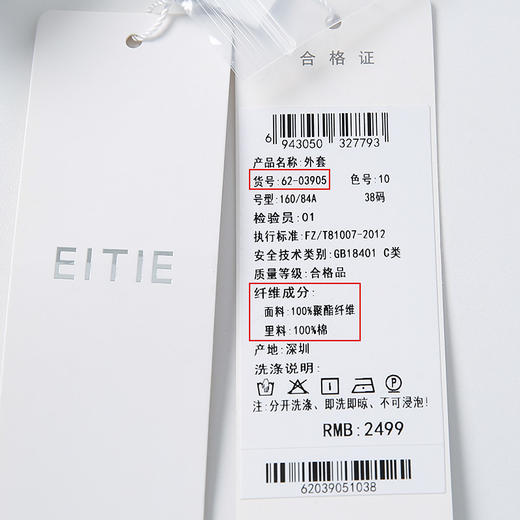 EITIE
合格证
6 943050 327793
产品名称:外套
货号:62-03905 色号:10
号型:160/84A 38码
检验员:01
执行标准:FZ/T81007-2012
安全技术类别:GB18401 C类
质量等级:合格品
纤维成分:
面料:100%聚酯纤维
里料:100%棉
产地:深圳
洗涤说明:
注:分开洗涤、即洗即晾、不可浸泡!
RMB:2499
62039051038